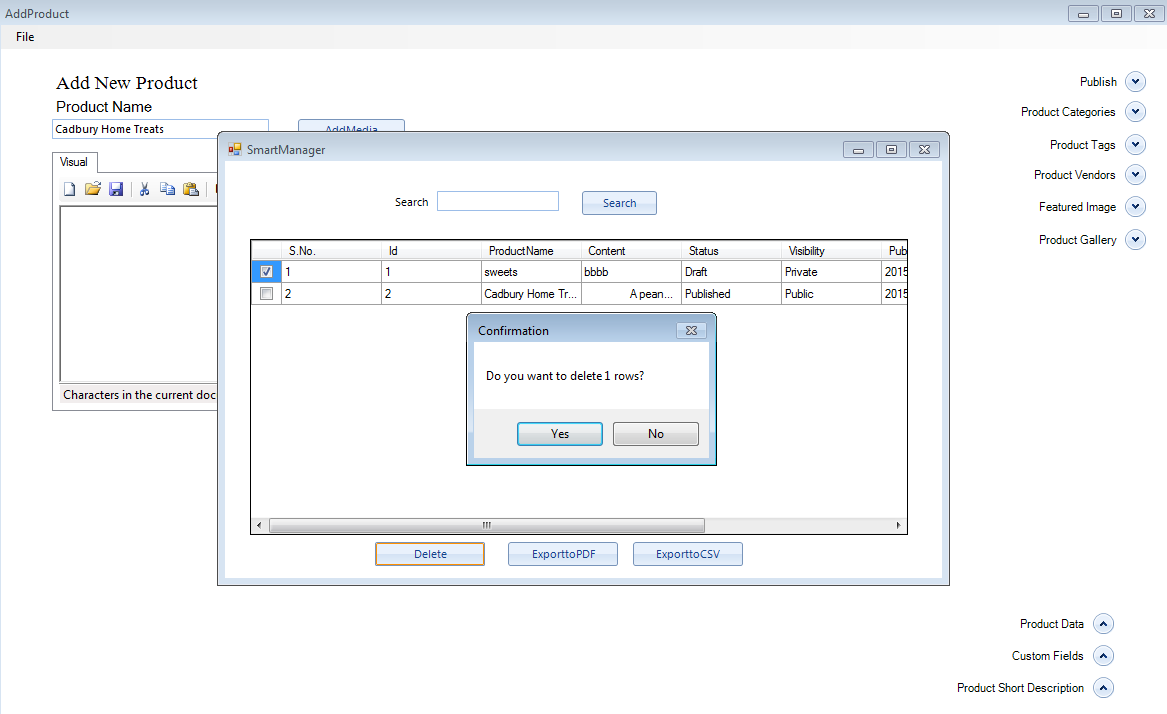 AddProduct
File
Add New Product
Product Name
Cadbury Home Treats
AddMedia
Visual
Characters in the current doc
Publish
Product Categories
Product Tags
Product Vendors
Featured Image
Product Gallery
SmartManager
Search Search
S.No. Id ProductName Content Status Visibility Pub
1 1 sweets bbbb Draft Private 2015
2 2 Cadbury Home Tr... A pean... Published Public 2015
Confirmation
Do you want to delete 1 rows?
Yes No
Delete ExporttoPDF ExporttoCSV
Product Data
Custom Fields
Product Short Description